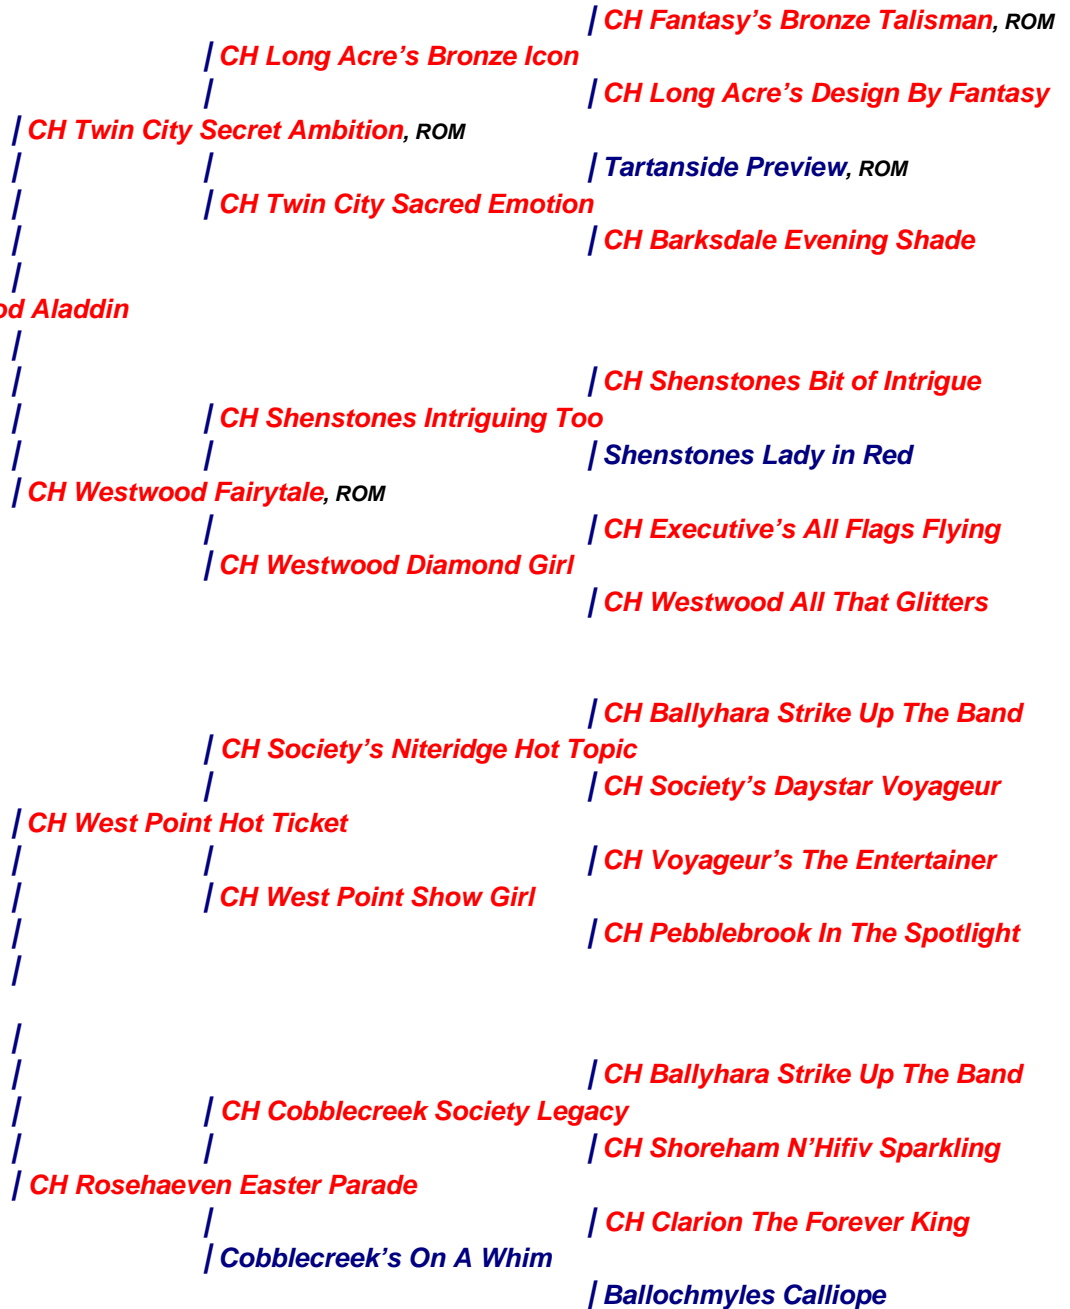 | CH Fantasy’s Bronze Talisman, ROM
| CH Long Acre’s Bronze Icon
| | CH Long Acre’s Design By Fantasy
| CH Twin City Secret Ambition, ROM
| | | Tartanside Preview, ROM
| | CH Twin City Sacred Emotion
| | CH Barksdale Evening Shade
|
Aladdin
|
| | CH Shenstones Bit of Intrigue
| | CH Shenstones Intriguing Too
| | | Shenstones Lady in Red
| CH Westwood Fairytale, ROM
| | CH Executive’s All Flags Flying
| CH Westwood Diamond Girl
| CH Westwood All That Glitters
| CH Ballyhara Strike Up The Band
| CH Society’s Niteridge Hot Topic
| | CH Society’s Daystar Voyageur
| CH West Point Hot Ticket
| | | CH Voyageur’s The Entertainer
| | CH West Point Show Girl
| | CH Pebblebrook In The Spotlight
|
|
| | CH Ballyhara Strike Up The Band
| | CH Cobblecreek Society Legacy
| | | CH Shoreham N’Hifiv Sparkling
| CH Rosehaeven Easter Parade
| | CH Clarion The Forever King
| Cobblecreek’s On A Whim
| Ballochmyles Calliope